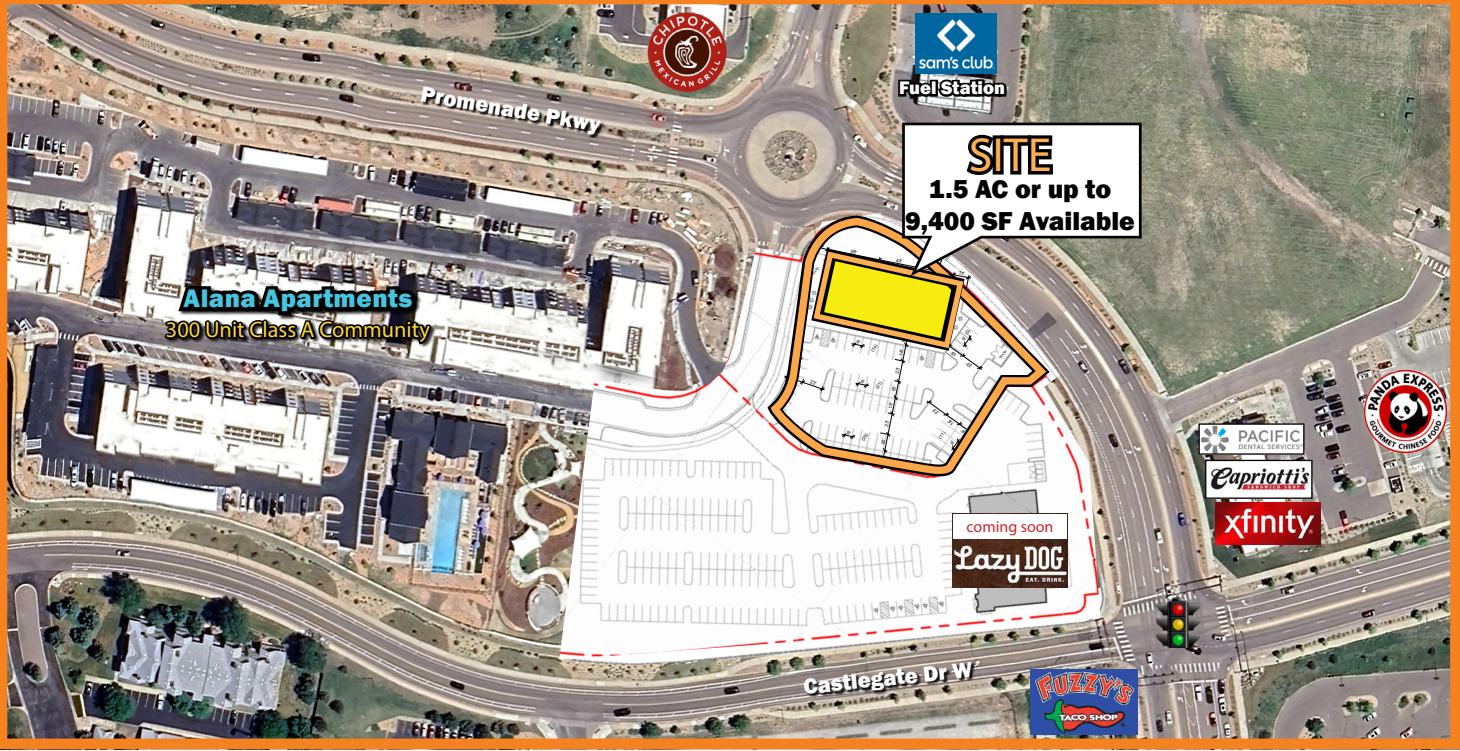 CHIPOTLE
MEXICAN GRILL
sam's club
Fuel Station
Promenade Pkwy
SITE
1.5 AC or up to
9,400 SF Available
Alana Apartments
300 Unit Class A Community
PANDA EXPRESS
GOURMET CHINESE FOOD
PACIFIC
DENTAL SERVICES
Capriotti's
SANDWICH SHOP
xfinity
coming soon
Lazy DOG
EAT. DRINK.
Castlegate Dr W
FUZZY'S
TACO SHOP